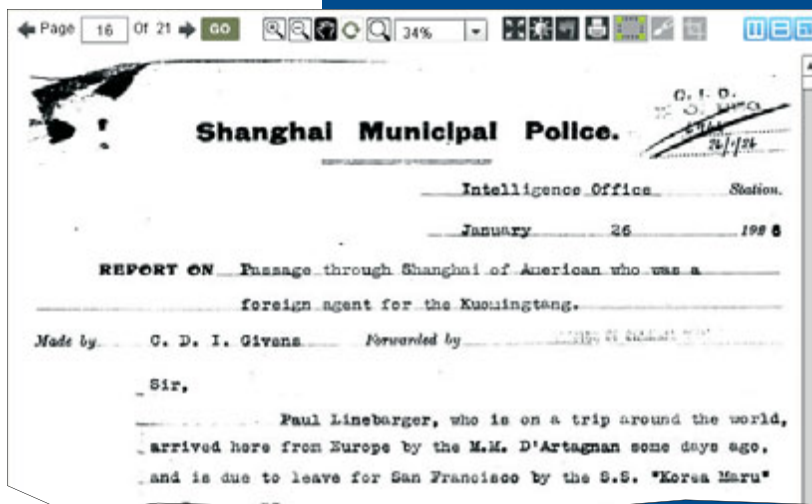 Page 16 Of 21 GO 34%
C. I. D.
26/1/26
Shanghai Municipal Police.
Intelligence Office Station.
January 26 1926
REPORT ON Passage through Shanghai of American who was a
foreign agent for the Kuomingtang.
Made by C. D. I. Givens Forwarded by
Sir,
Paul Linebarger, who is on a trip around the world,
arrived here from Europe by the M.M. D'Artagnan some days ago,
and is due to leave for San Francisco by the S.S. "Korea Maru"